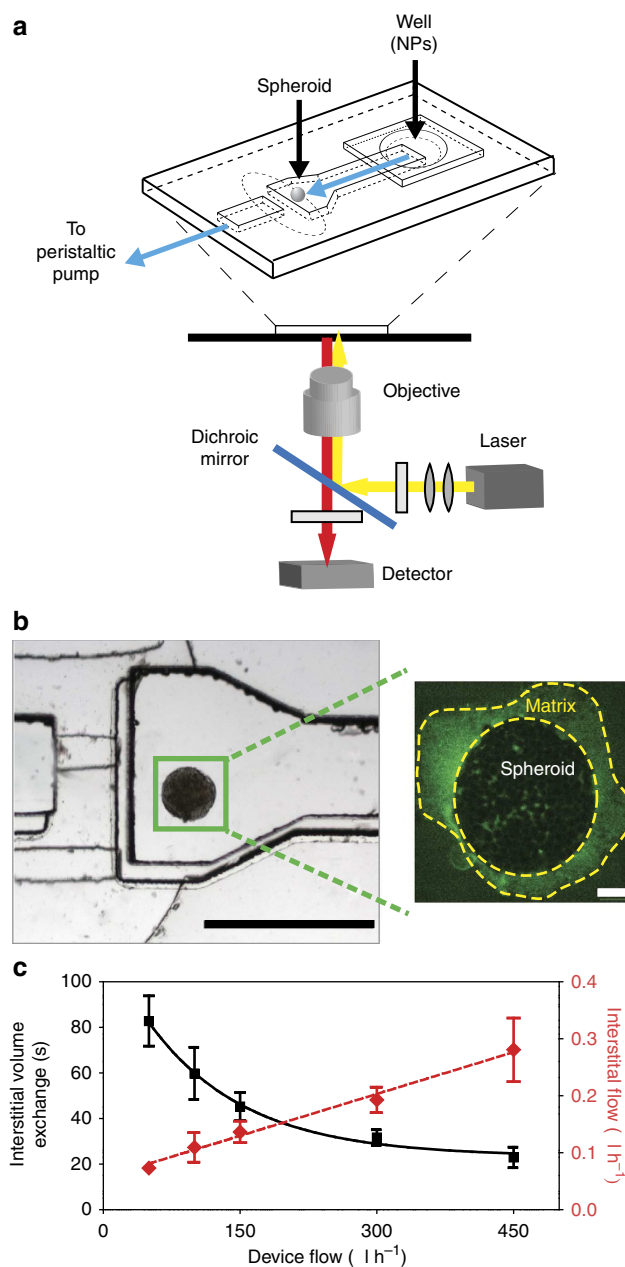 a
Well
(NPs)
Spheroid
To
peristaltic
pump
Objective
Dichroic
mirror
Laser
Detector
b
Matrix
Spheroid
c
100
80
60
40
20
0
Interstitial volume
exchange (s)
0.4
0.3
0.2
0.1
0.0
Interstital flow ( l h⁻¹)
0
150
300
450
Device flow ( l h⁻¹)